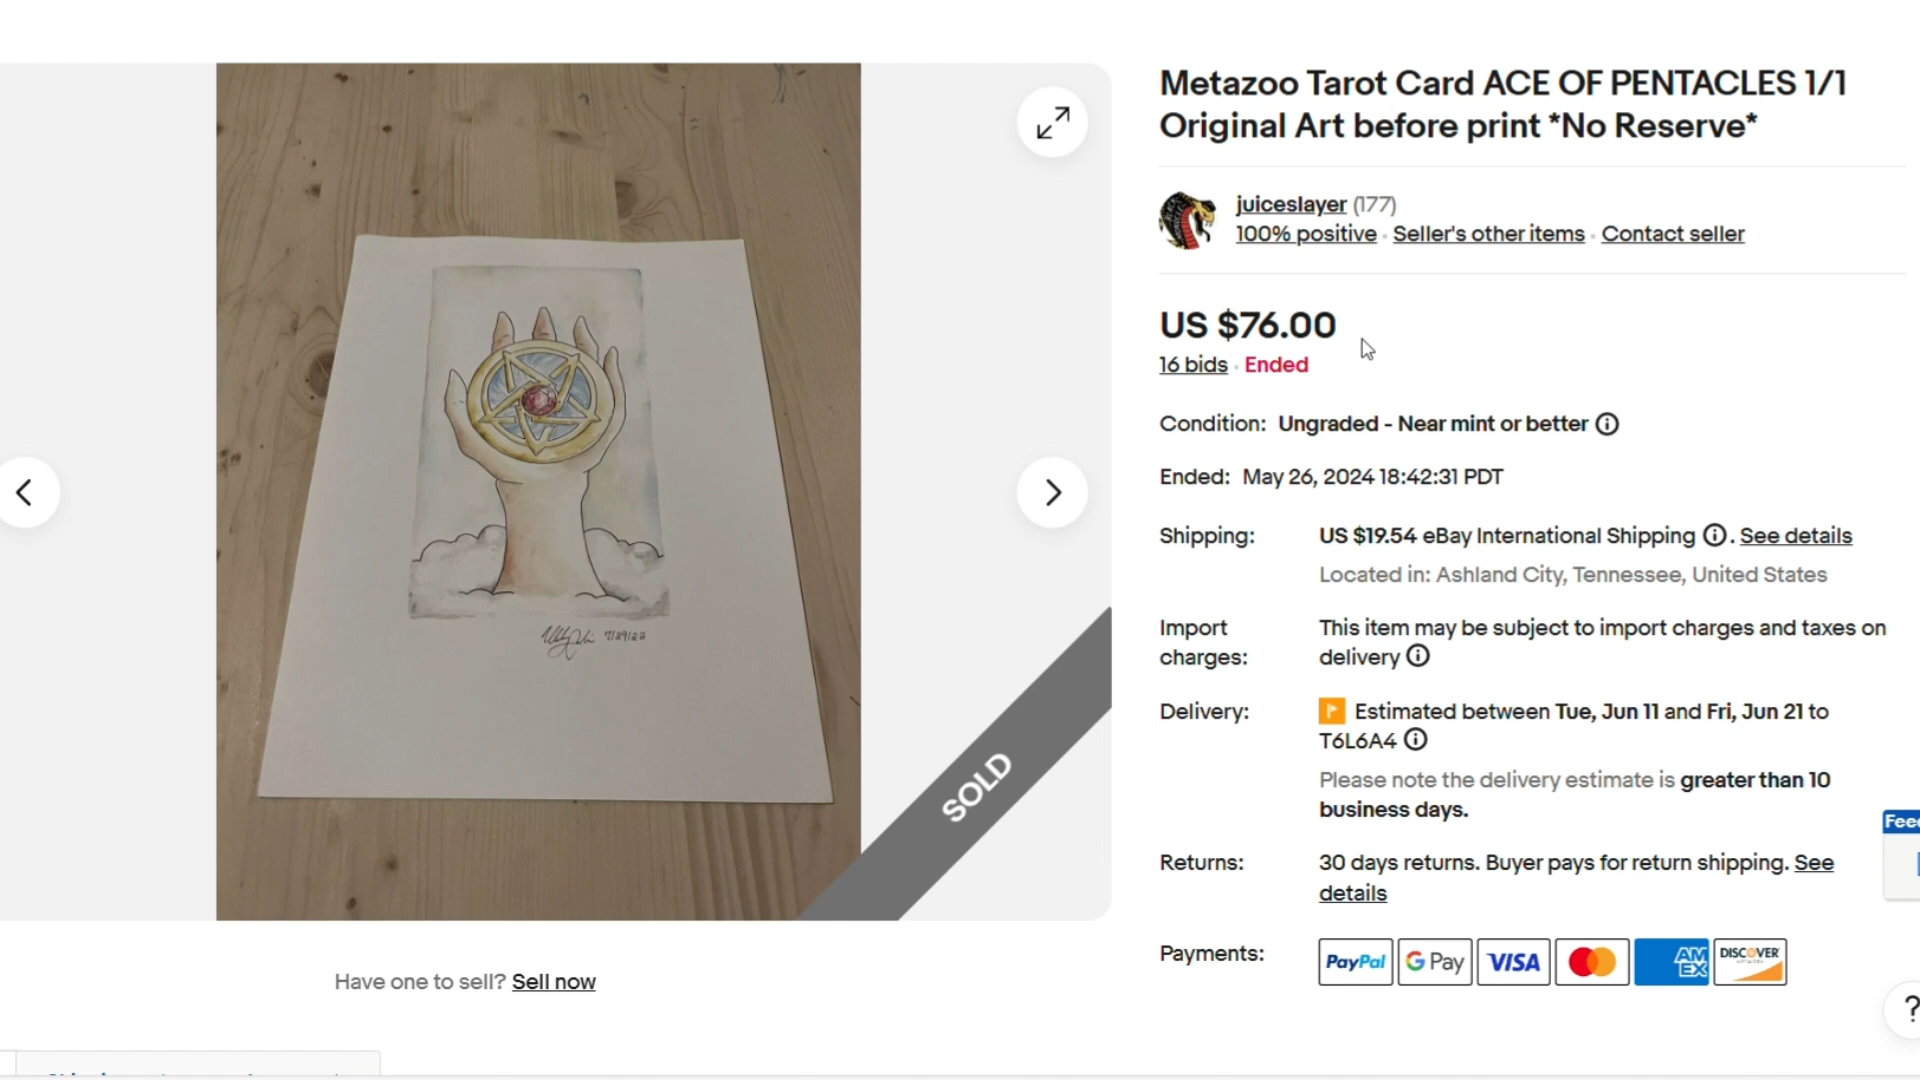 Metazoo Tarot Card ACE OF PENTACLES 1/1
Original Art before print *No Reserve*
juiceslayer (177)
100% positive · Seller's other items · Contact seller
US $76.00
16 bids · Ended
Condition: Ungraded - Near mint or better
Ended: May 26, 2024 18:42:31 PDT
Shipping: US $19.54 eBay International Shipping . See details
Located in: Ashland City, Tennessee, United States
Import charges: This item may be subject to import charges and taxes on
delivery
Delivery: Estimated between Tue, Jun 11 and Fri, Jun 21 to
T6L6A4
Please note the delivery estimate is greater than 10
business days.
Returns: 30 days returns. Buyer pays for return shipping. See
details
Payments: PayPal G Pay VISA AM EX DISCOVER
7/29/22
SOLD
Have one to sell? Sell now
?